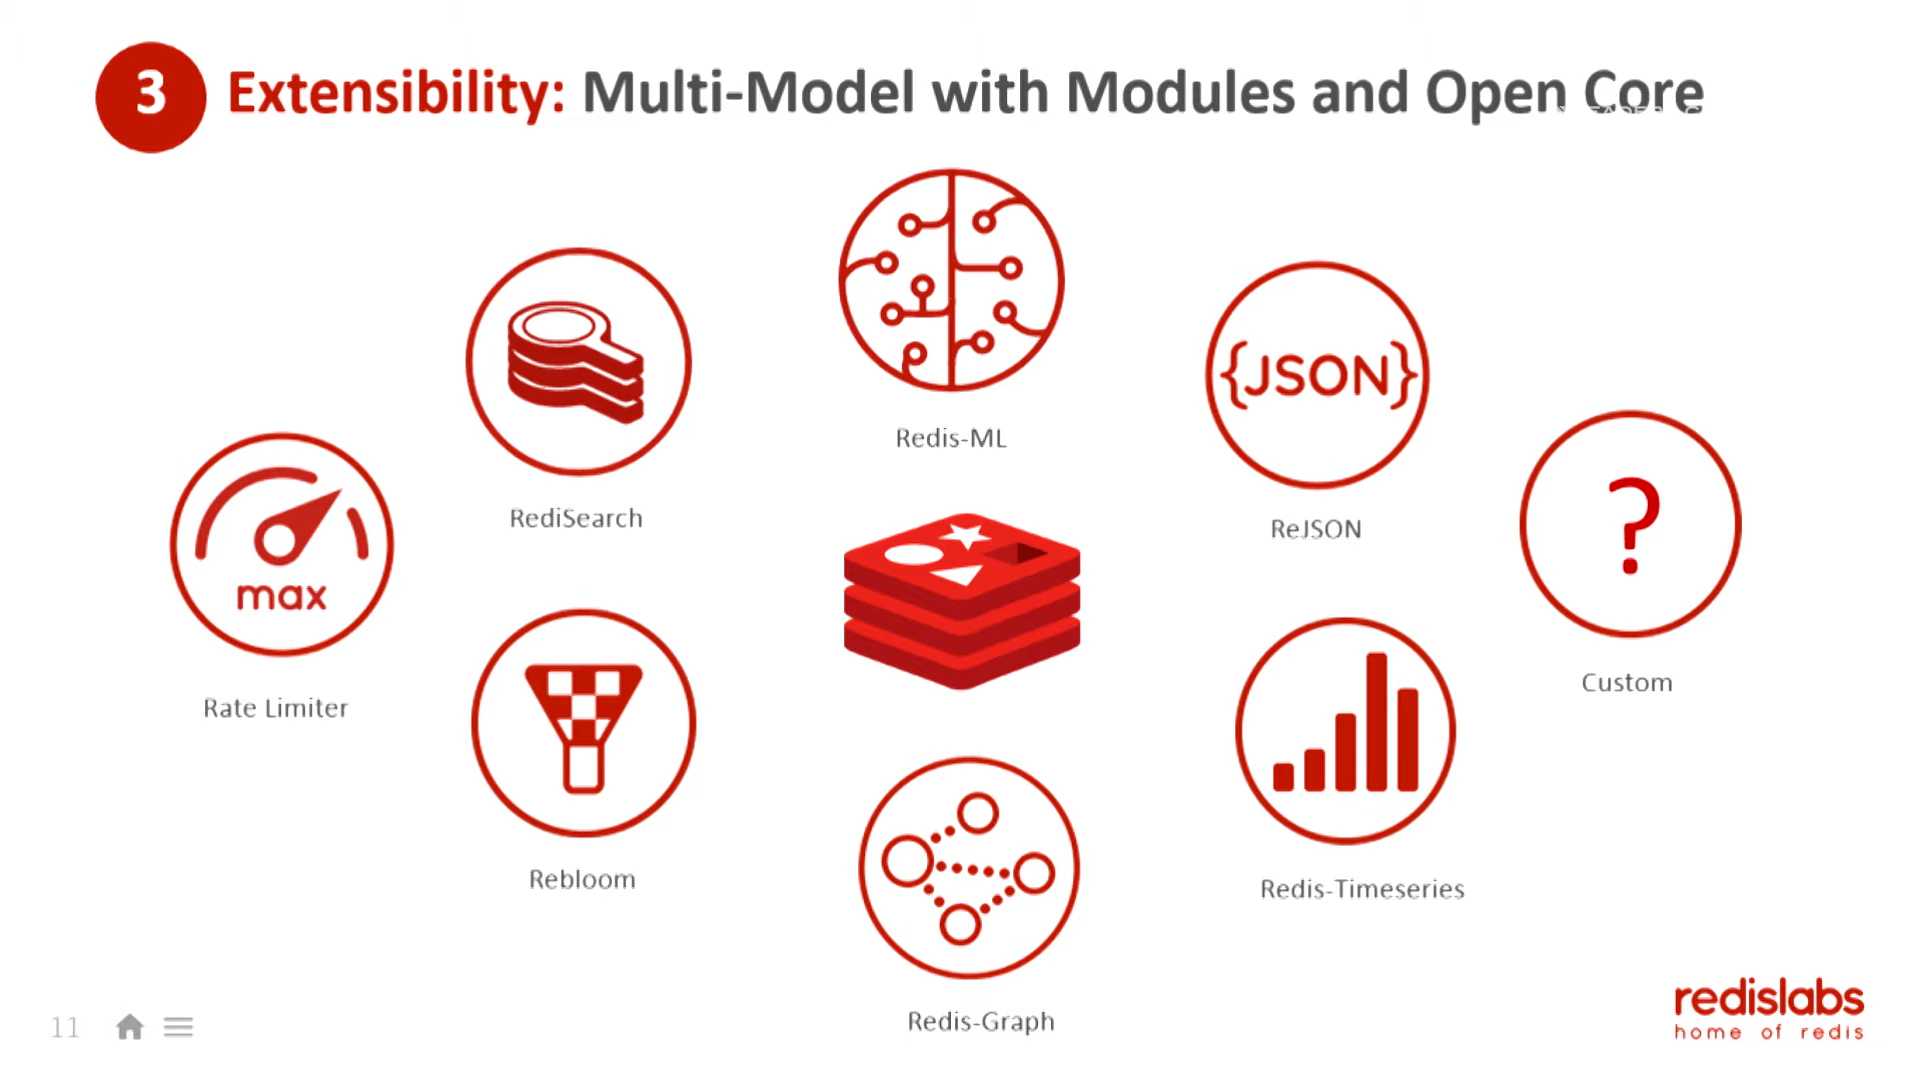 3
Extensibility: Multi-Model with Modules and Open Core
Redis-ML
RediSearch
{JSON}
ReJSON
?
Custom
max
Rate Limiter
Rebloom
Redis-Graph
Redis-Timeseries
11
redislabs
home of redis